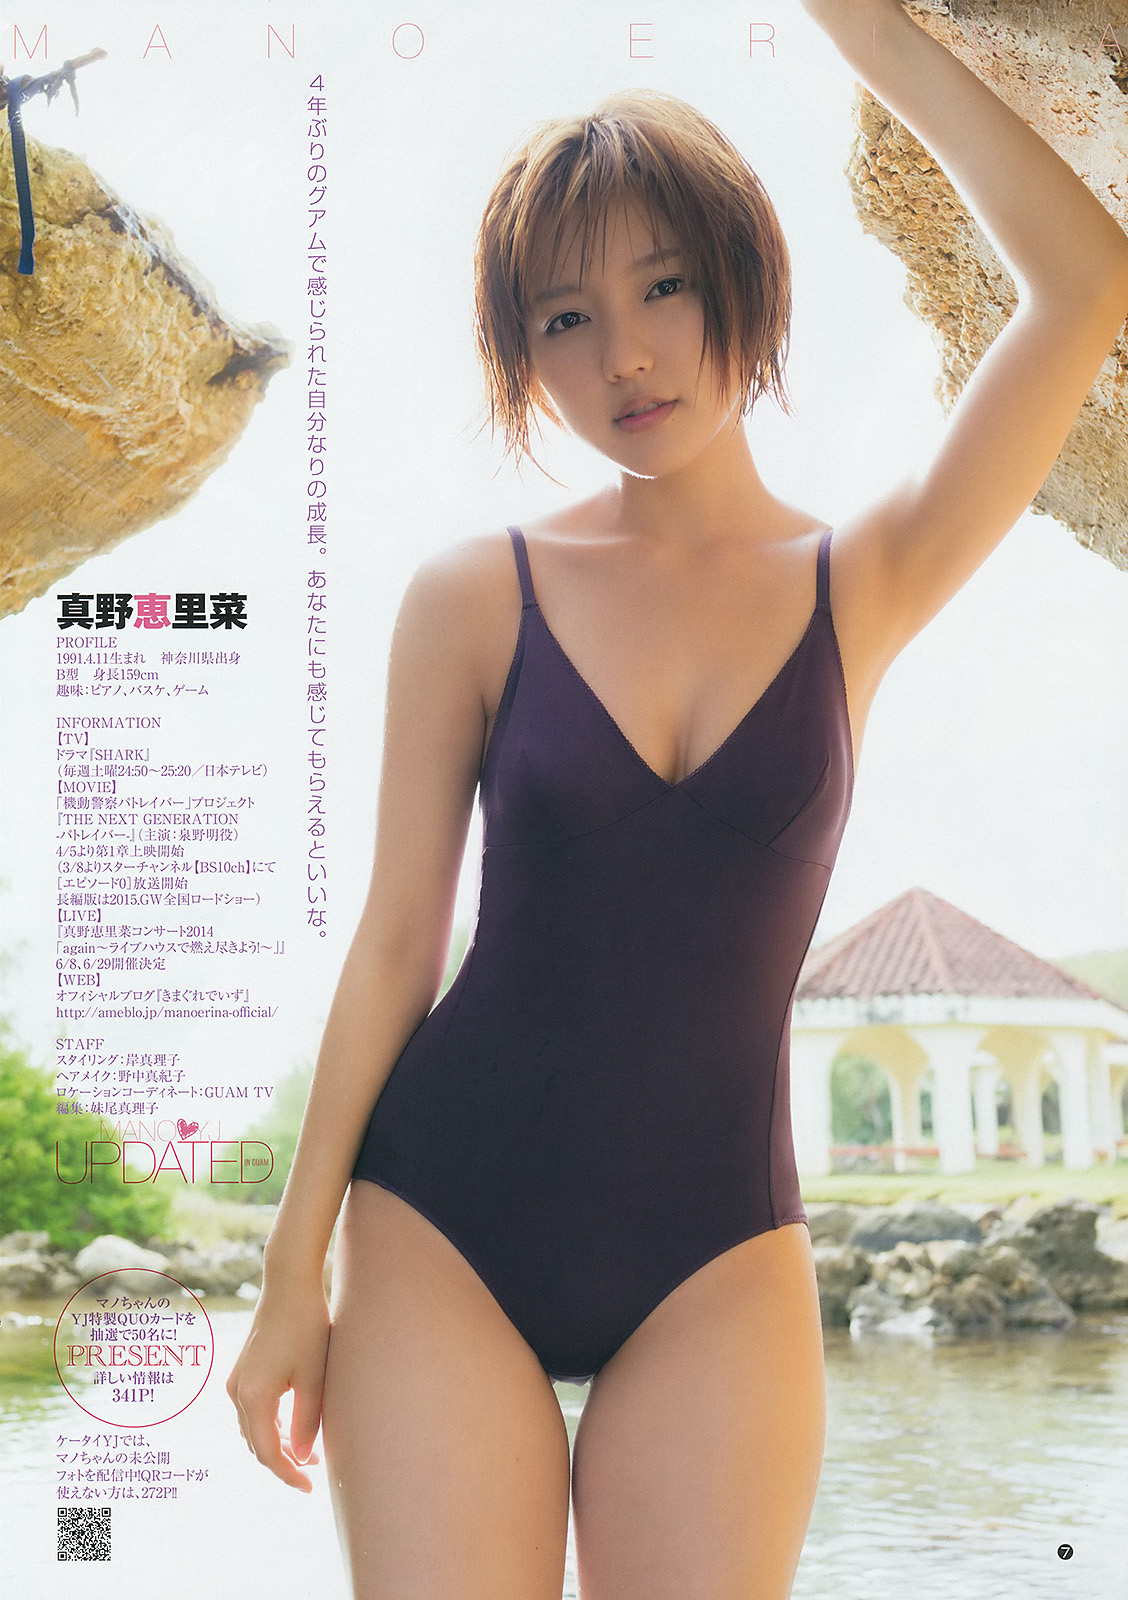 MANO ERINA
4年ぶりのグアムで感じられた自分なりの成長。あなたにも感じてもらえるといいな。
真野恵里菜
PROFILE
1991.4.11生まれ 神奈川県出身
B型 身長159cm
趣味：ピアノ、バスケ、ゲーム
INFORMATION
【TV】
ドラマ『SHARK』
（毎週土曜24:50〜25:20／日本テレビ）
【MOVIE】
「機動警察パトレイバー」プロジェクト
『THE NEXT GENERATION
-パトレイバー-』（主演：泉野明役）
4/5より第1章上映開始
（3/8よりスターチャンネル【BS10ch】にて
［エピソード0］放送開始
長編版は2015.GW全国ロードショー）
【LIVE】
『真野恵里菜コンサート2014
「again〜ライブハウスで燃え尽きよう！〜」』
6/8、6/29開催決定
【WEB】
オフィシャルブログ『きまぐれでいず』
http://ameblo.jp/manoerina-official/
STAFF
スタイリング：岸真理子
ヘアメイク：野中真紀子
ロケーションコーディネート：GUAM TV
編集：妹尾真理子
MANO♥YJ
UPDATED IN GUAM
マノちゃんの
YJ特製QUOカードを
抽選で50名に！
PRESENT
詳しい情報は
341P！
ケータイYJでは、
マノちゃんの未公開
フォトを配信中！QRコードが
使えない方は、272P!!
7